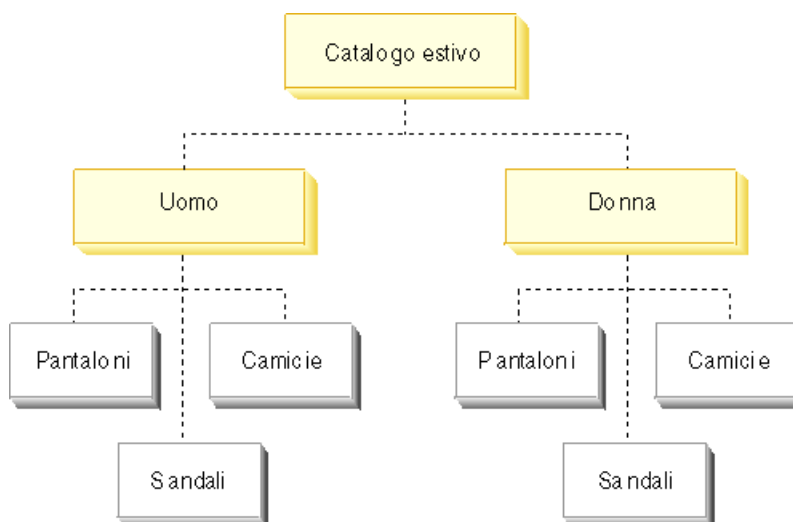 Catalogo estivo
Uomo
Donna
Pantaloni
Camicie
Pantaloni
Camicie
Sandali
Sandali